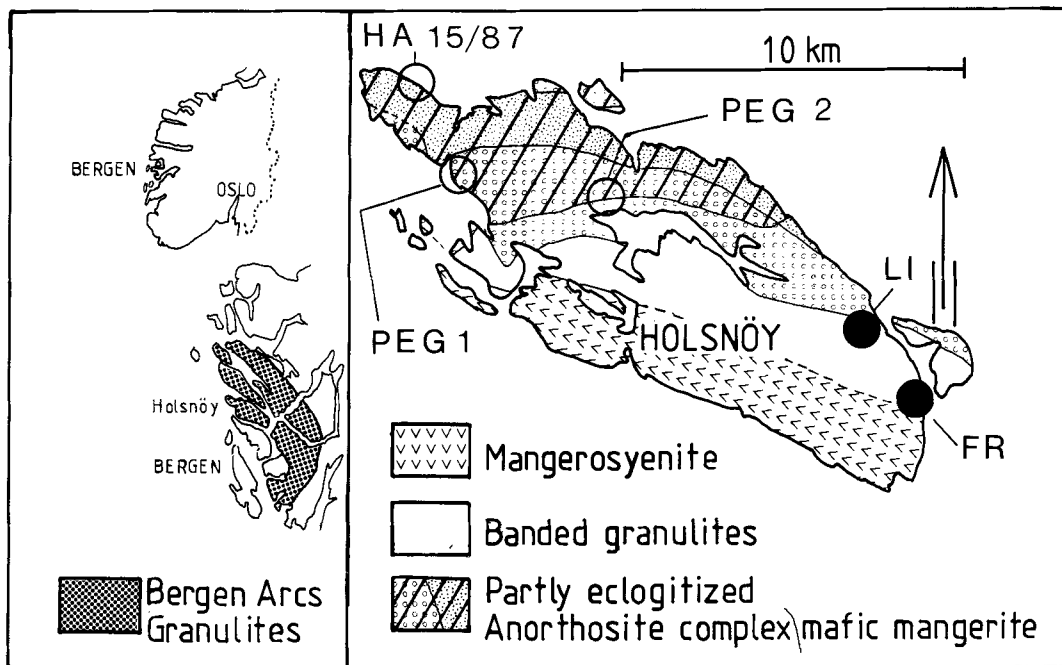 BERGEN
OSLO
Holsnöy
BERGEN
Bergen Arcs
Granulites
HA 15/87
10 km
PEG 2
LI
PEG 1
HOLSNÖY
FR
Mangerosyenite
Banded granulites
Partly eclogitized
Anorthosite complex\mafic mangerite